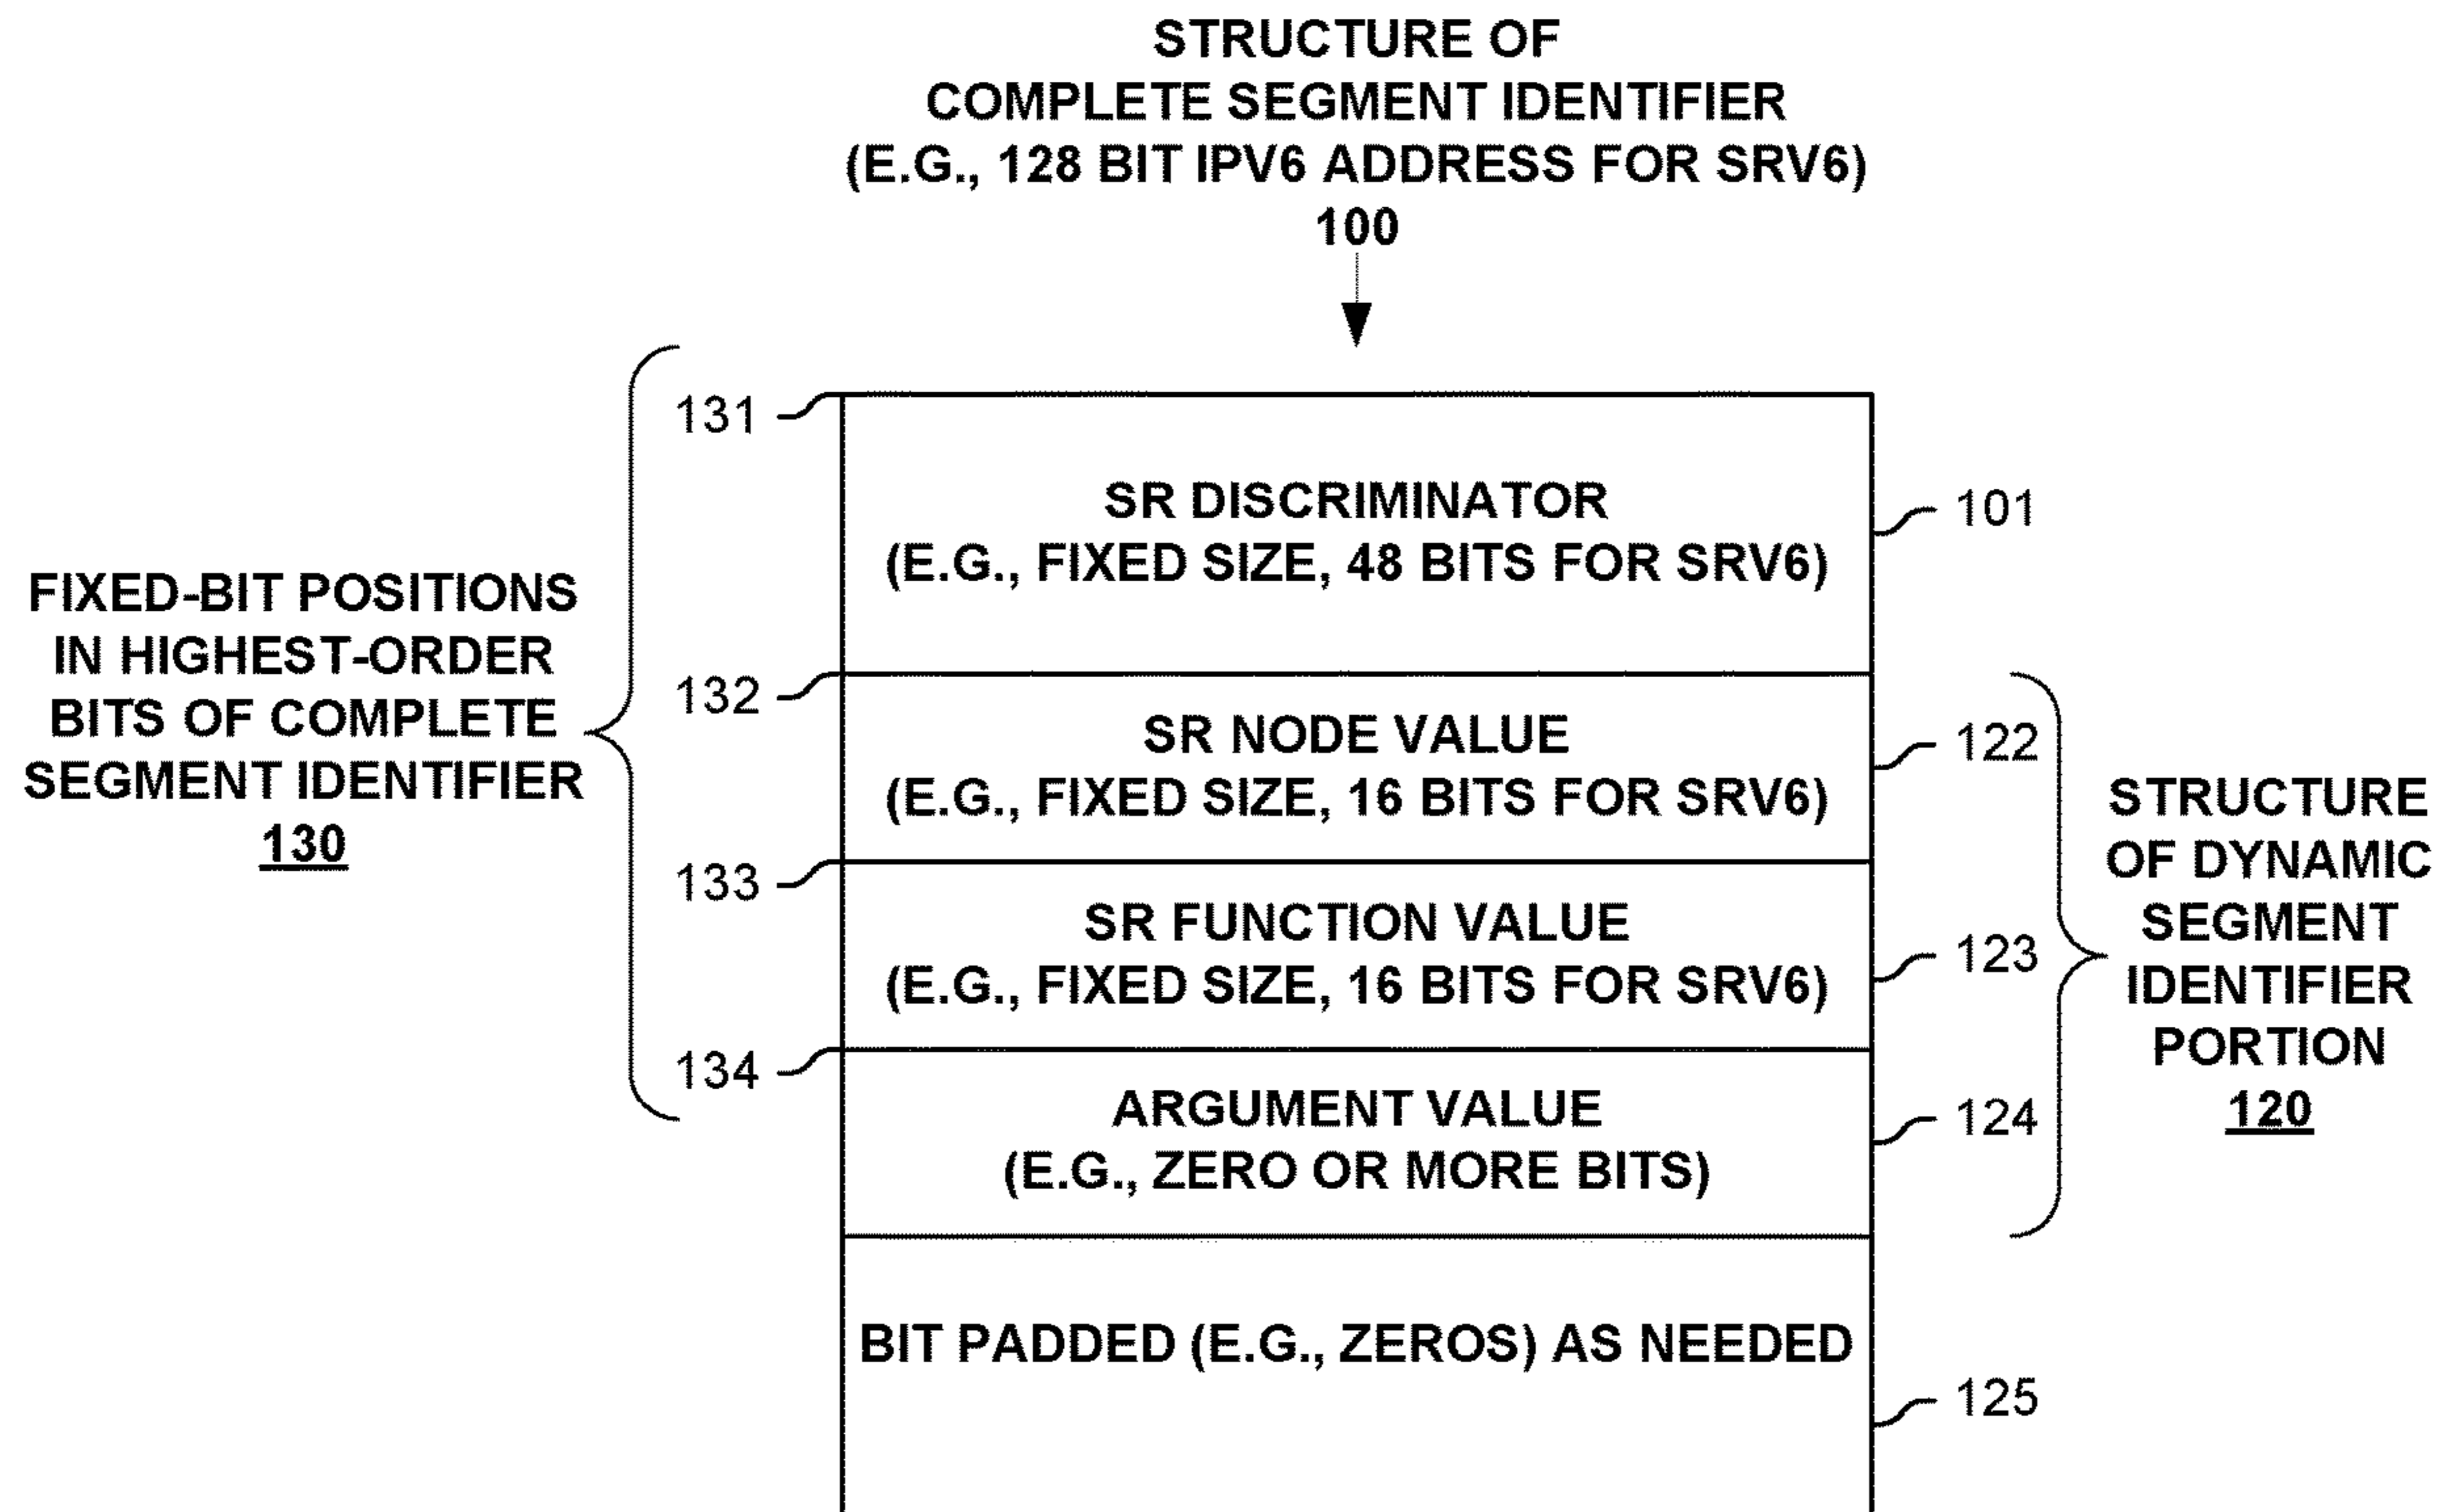 STRUCTURE OF
COMPLETE SEGMENT IDENTIFIER
(E.G., 128 BIT IPV6 ADDRESS FOR SRV6)
100
FIXED-BIT POSITIONS
IN HIGHEST-ORDER
BITS OF COMPLETE
SEGMENT IDENTIFIER
130
131
132
133
134
SR DISCRIMINATOR
(E.G., FIXED SIZE, 48 BITS FOR SRV6)
SR NODE VALUE
(E.G., FIXED SIZE, 16 BITS FOR SRV6)
SR FUNCTION VALUE
(E.G., FIXED SIZE, 16 BITS FOR SRV6)
ARGUMENT VALUE
(E.G., ZERO OR MORE BITS)
BIT PADDED (E.G., ZEROS) AS NEEDED
101
122
123
124
125
STRUCTURE
OF DYNAMIC
SEGMENT
IDENTIFIER
PORTION
120